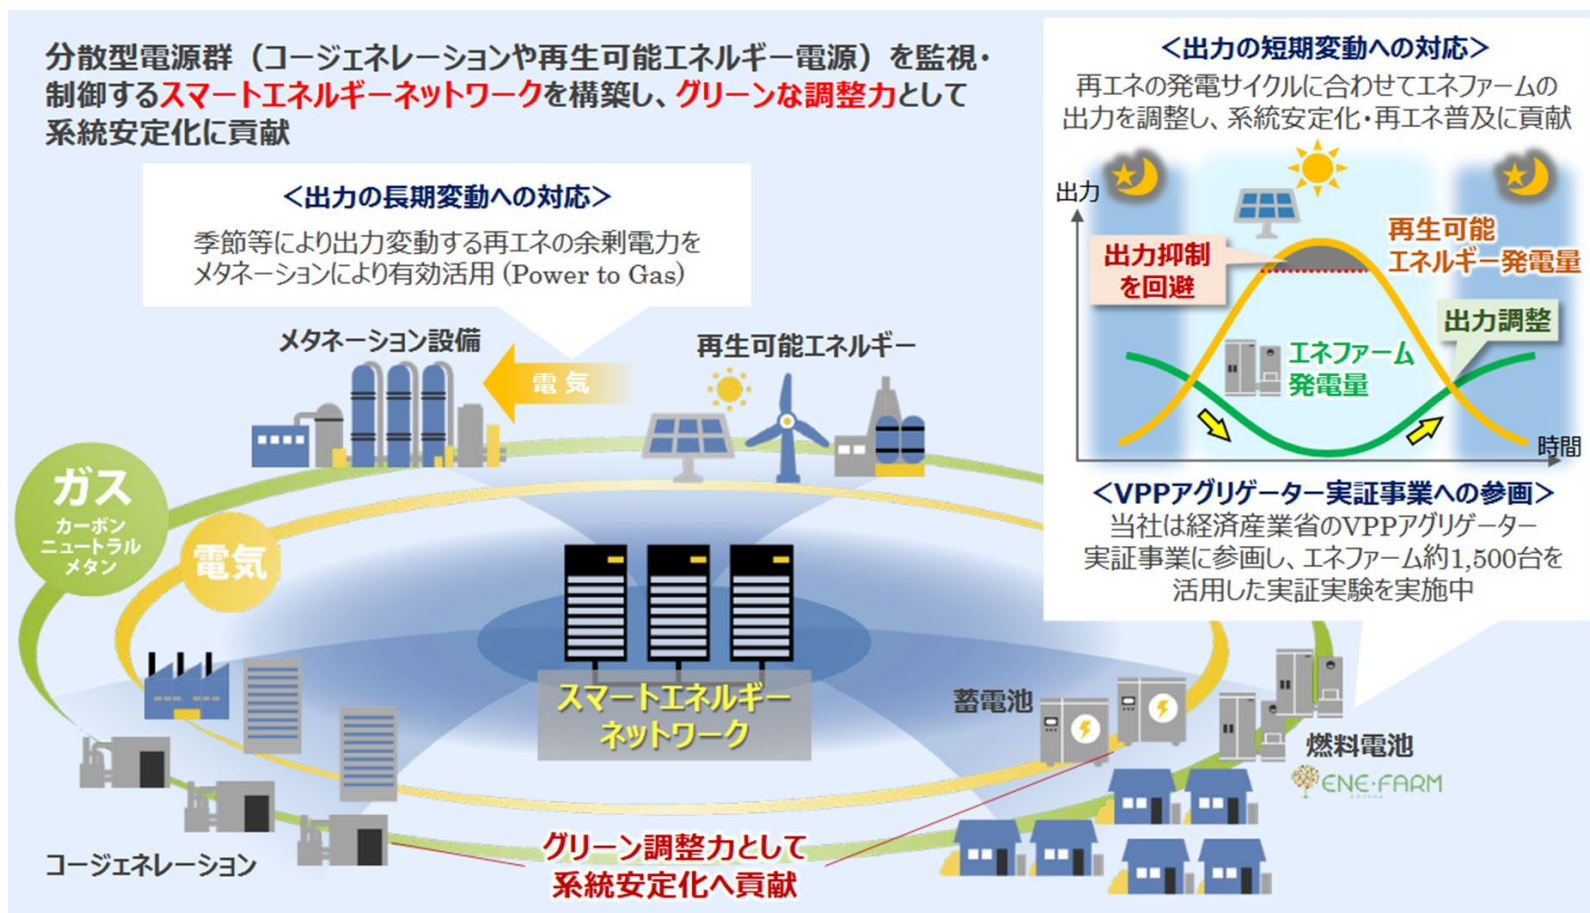 分散型電源群（コージェネレーションや再生可能エネルギー電源）を監視・
制御するスマートエネルギーネットワークを構築し、グリーンな調整力として
系統安定化に貢献
＜出力の長期変動への対応＞
季節等により出力変動する再エネの余剰電力を
メタネーションにより有効活用 (Power to Gas)
メタネーション設備
電気
再生可能エネルギー
ガス
カーボン
ニュートラル
メタン
電気
スマートエネルギー
ネットワーク
コージェネレーション
グリーン調整力として
系統安定化へ貢献
蓄電池
燃料電池
ENE・FARM
＜出力の短期変動への対応＞
再エネの発電サイクルに合わせてエネファームの
出力を調整し、系統安定化・再エネ普及に貢献
出力
再生可能
エネルギー発電量
出力抑制
を回避
出力調整
エネファーム
発電量
時間
＜VPPアグリゲーター実証事業への参画＞
当社は経済産業省のVPPアグリゲーター
実証事業に参画し、エネファーム約1,500台を
活用した実証実験を実施中